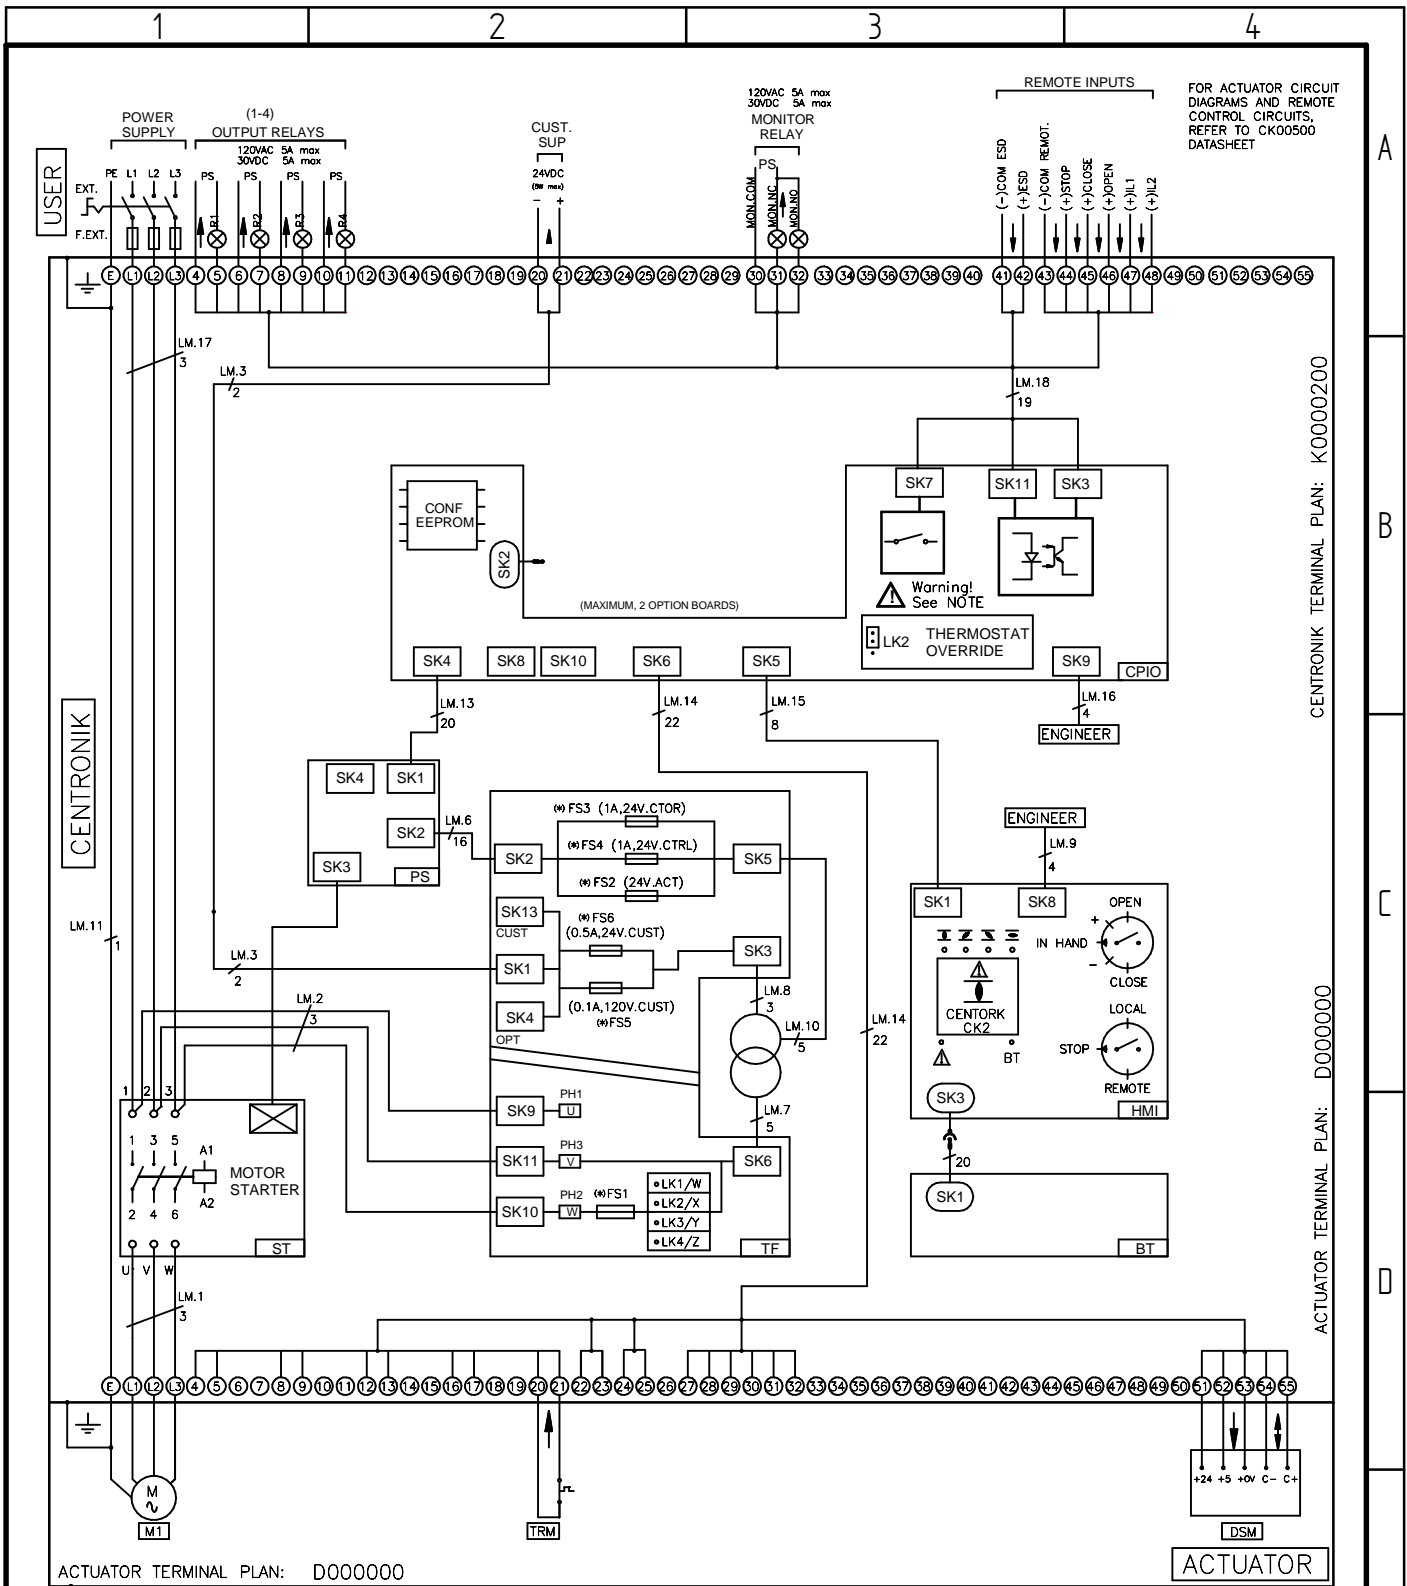 1 2 3 4
A
B
C
D
USER
POWER
SUPPLY
PE L1 L2 L3
EXT.
F.EXT.
(1-4)
OUTPUT RELAYS
120VAC 5A max
30VDC 5A max
PS PS PS PS
R1 R2 R3 R4
CUST.
SUP
24VDC
(5W max)
- +
120VAC 5A max
30VDC 5A max
MONITOR
RELAY
PS
MON.COM
MON.NC
MON.NO
REMOTE INPUTS
(-)COM ESD
(+)ESD
(-)COM REMOT.
(+)STOP
(+)CLOSE
(+)OPEN
(+)IL1
(+)IL2
FOR ACTUATOR CIRCUIT
DIAGRAMS AND REMOTE
CONTROL CIRCUITS,
REFER TO CK00500
DATASHEET
E L1 L2 L3 4 5 6 7 8 9 10 11 12 13 14 15 16 17 18 19 20 21 22 23 24 25 26 27 28 29 30 31 32 33 34 35 36 37 38 39 40 41 42 43 44 45 46 47 48 49 50 51 52 53 54 55
LM.17
3
LM.3
2
LM.18
19
CENTRONIK TERMINAL PLAN: K0000200
CONF
EEPROM
SK2
SK7 SK11 SK3
Warning!
See NOTE
(MAXIMUM, 2 OPTION BOARDS)
LK2
THERMOSTAT
OVERRIDE
SK4 SK8 SK10 SK6 SK5 SK9
CPIO
LM.13
20
LM.14
22
LM.15
8
LM.16
4
ENGINEER
CENTRONIK
SK4 SK1
SK2
SK3
PS
LM.6
16
(*)FS3 (1A,24V.CTOR)
(*)FS4 (1A,24V.CTRL)
(*)FS2 (24V.ACT)
SK2
SK5
SK13
CUST
(*)FS6
(0.5A,24V.CUST)
SK1
SK3
SK4
OPT
(0.1A,120V.CUST)
(*)FS5
LM.11
1
LM.3
2
LM.2
3
LM.8
3
LM.10
5
LM.7
5
LM.14
22
ENGINEER
LM.9
4
SK1 SK8
OPEN
+
IN HAND
-
CLOSE
CENTORK
CK2
BT
LOCAL
STOP
REMOTE
SK3
HMI
20
SK1
BT
SK9
PH1
U
SK11
PH3
V
SK6
SK10
PH2
W
(*)FS1
LK1/W
LK2/X
LK3/Y
LK4/Z
TF
1 2 3
1 3 5
A1
A2
MOTOR
STARTER
2 4 6
ST
U V W
LM.1
3
ACTUATOR TERMINAL PLAN: D000000
E L1 L2 L3 4 5 6 7 8 9 10 11 12 13 14 15 16 17 18 19 20 21 22 23 24 25 26 27 28 29 30 31 32 33 34 35 36 37 38 39 40 41 42 43 44 45 46 47 48 49 50 51 52 53 54 55
M
M1
TRM
+24 +5 +0V C- C+
DSM
ACTUATOR TERMINAL PLAN: D000000
ACTUATOR